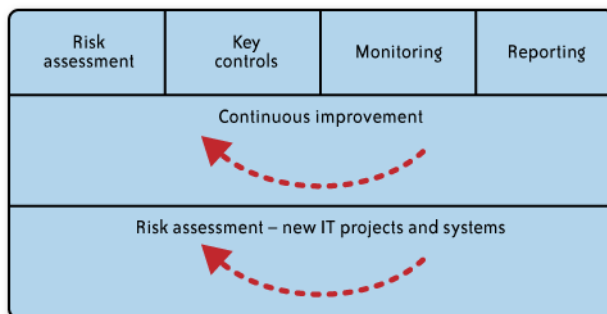 Risk
assessment
Key
controls
Monitoring
Reporting
Continuous improvement
Risk assessment – new IT projects and systems